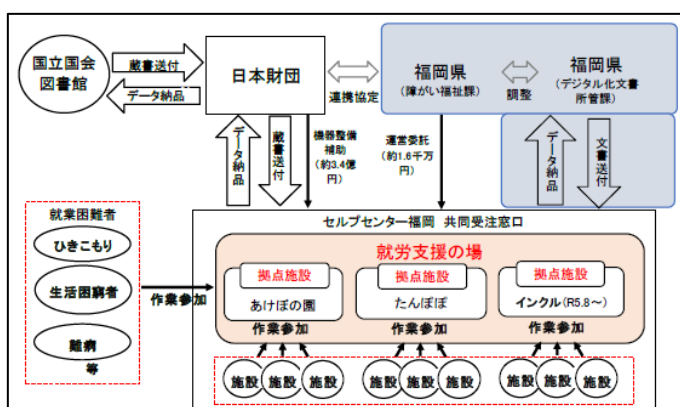 国立国会
図書館
蔵書送付
データ納品
日本財団
連携協定
福岡県
(障がい福祉課)
調整
福岡県
(デジタル化文書
所管課)
データ納品
蔵書送付
機器整備
補助
(約3.4億
円)
運営委託
(約1.6千万
円)
データ納品
文書送付
就業困難者
ひきこもり
生活困窮者
難病
等
作業参加
セルプセンター福岡 共同受注窓口
就労支援の場
拠点施設
あけぼの園
作業参加
拠点施設
たんぽぽ
作業参加
拠点施設
インクル(R5.8~)
作業参加
施設 施設 施設 施設 施設 施設 施設 施設 施設